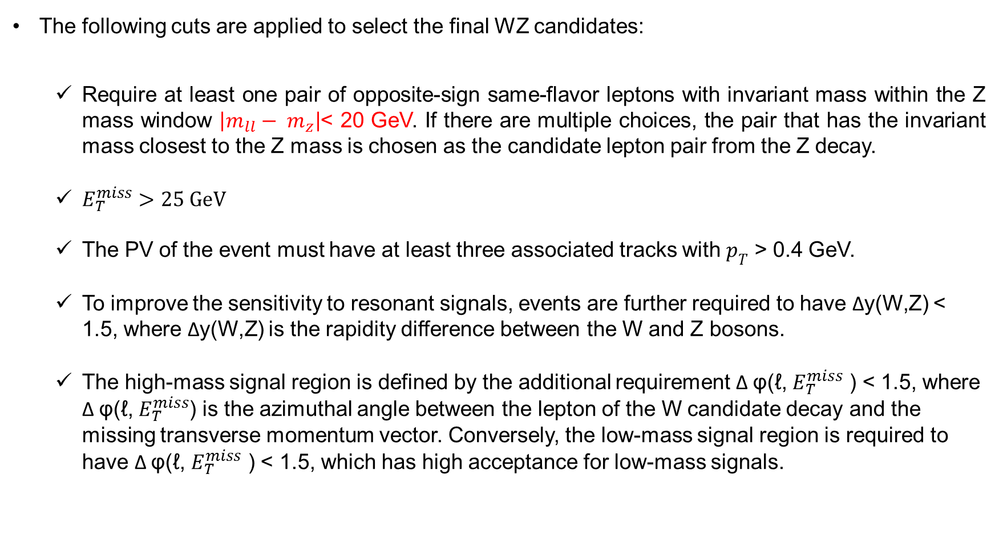 • The following cuts are applied to select the final WZ candidates:
✓ Require at least one pair of opposite-sign same-flavor leptons with invariant mass within the Z
mass window |m_{ll} − m_{z}|< 20 GeV. If there are multiple choices, the pair that has the invariant
mass closest to the Z mass is chosen as the candidate lepton pair from the Z decay.
✓ E_{T}^{miss} > 25 GeV
✓ The PV of the event must have at least three associated tracks with p_{T} > 0.4 GeV.
✓ To improve the sensitivity to resonant signals, events are further required to have Δy(W,Z) <
1.5, where Δy(W,Z) is the rapidity difference between the W and Z bosons.
✓ The high-mass signal region is defined by the additional requirement Δ φ(ℓ, E_{T}^{miss} ) < 1.5, where
Δ φ(ℓ, E_{T}^{miss}) is the azimuthal angle between the lepton of the W candidate decay and the
missing transverse momentum vector. Conversely, the low-mass signal region is required to
have Δ φ(ℓ, E_{T}^{miss} ) < 1.5, which has high acceptance for low-mass signals.